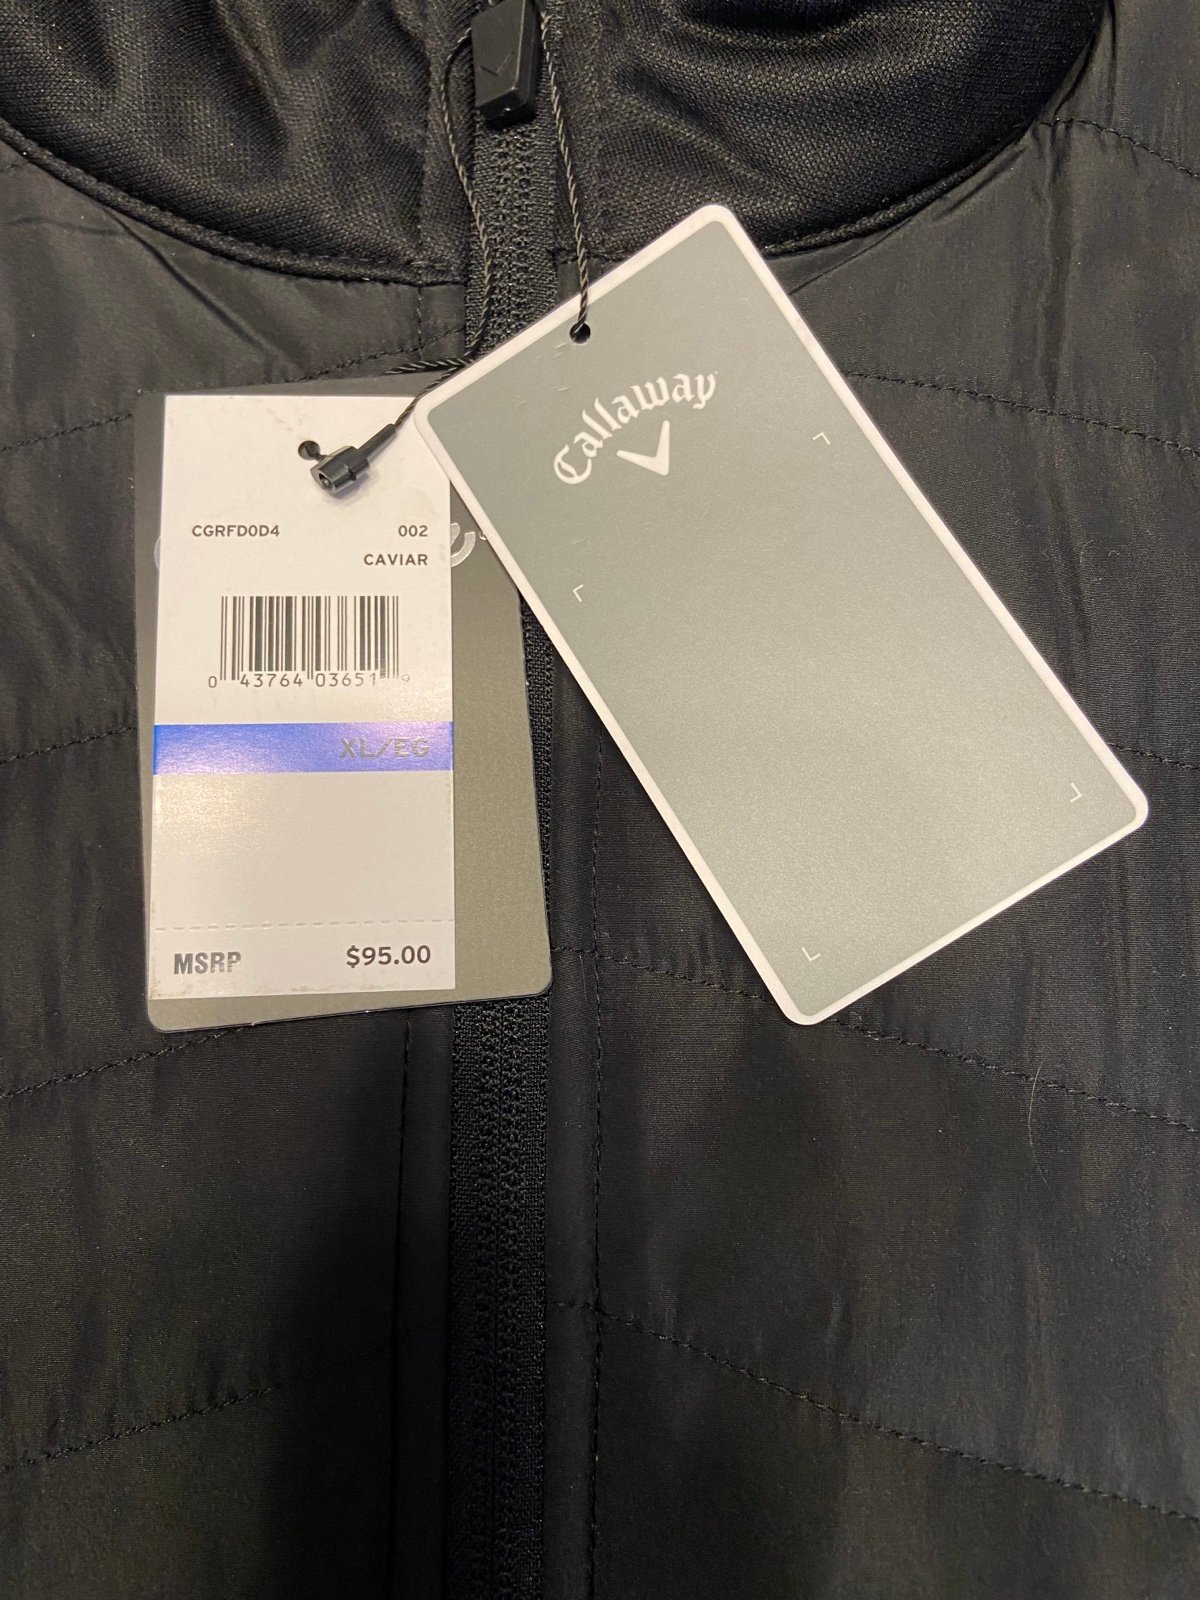 Callaway
CGRFD0D4 002
CAVIAR
0 43764 03651 9
XL/EG
MSRP $95.00